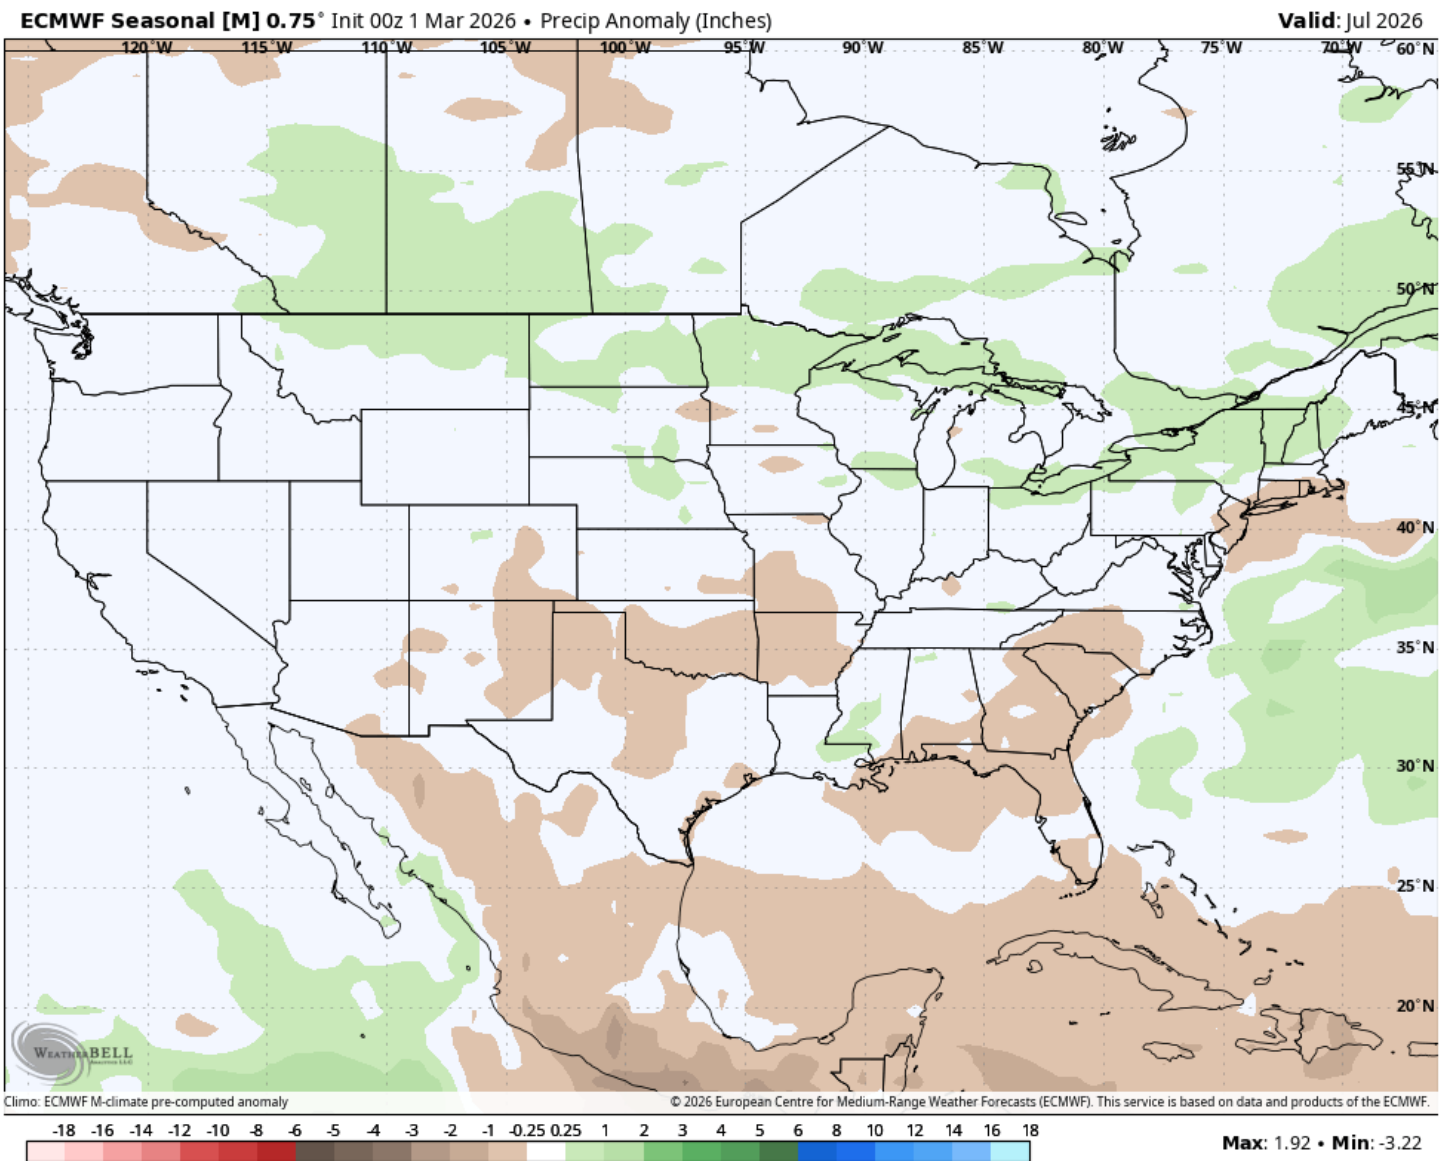 ECMWF Seasonal [M] 0.75° Init 00z 1 Mar 2026 • Precip Anomaly (Inches)
Valid: Jul 2026
120°W 115°W 110°W 105°W 100°W 95°W 90°W 85°W 80°W 75°W 70°W
60°N
55°N
50°N
45°N
40°N
35°N
30°N
25°N
20°N
WEATHERBELL
Analytics LLC
Climo: ECMWF M-climate pre-computed anomaly
© 2026 European Centre for Medium-Range Weather Forecasts (ECMWF). This service is based on data and products of the ECMWF.
-18 -16 -14 -12 -10 -8 -6 -5 -4 -3 -2 -1 -0.25 0.25 1 2 3 4 5 6 8 10 12 14 16 18
Max: 1.92 • Min: -3.22